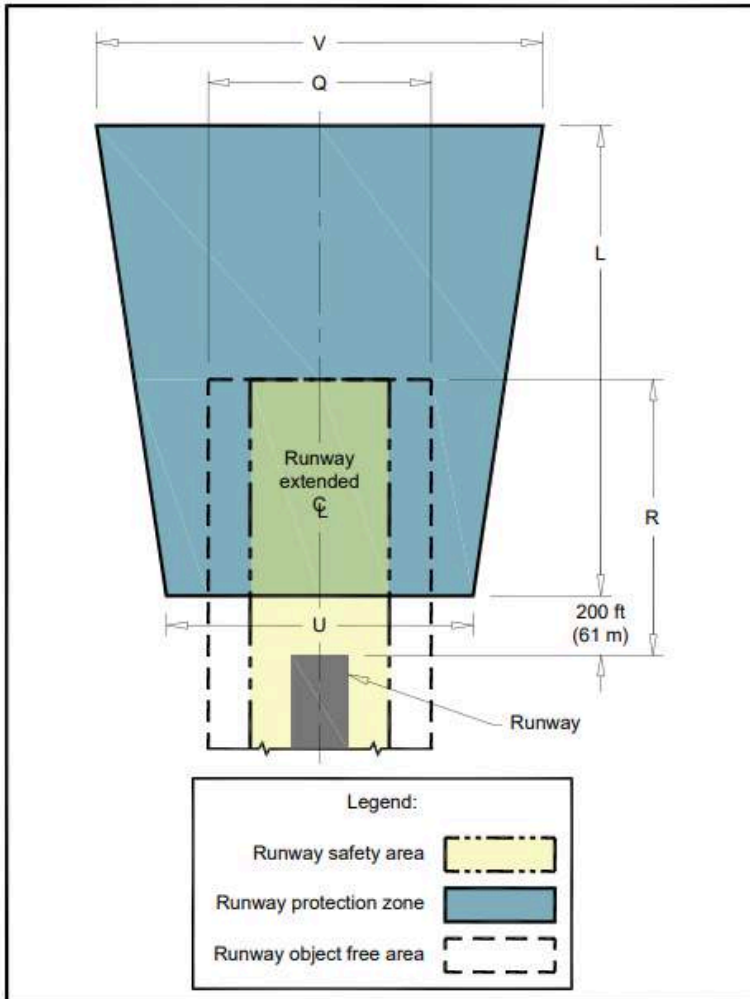 V
Q
L
Runway
extended
℄
R
200 ft
(61 m)
U
Runway
Legend:
Runway safety area
Runway protection zone
Runway object free area